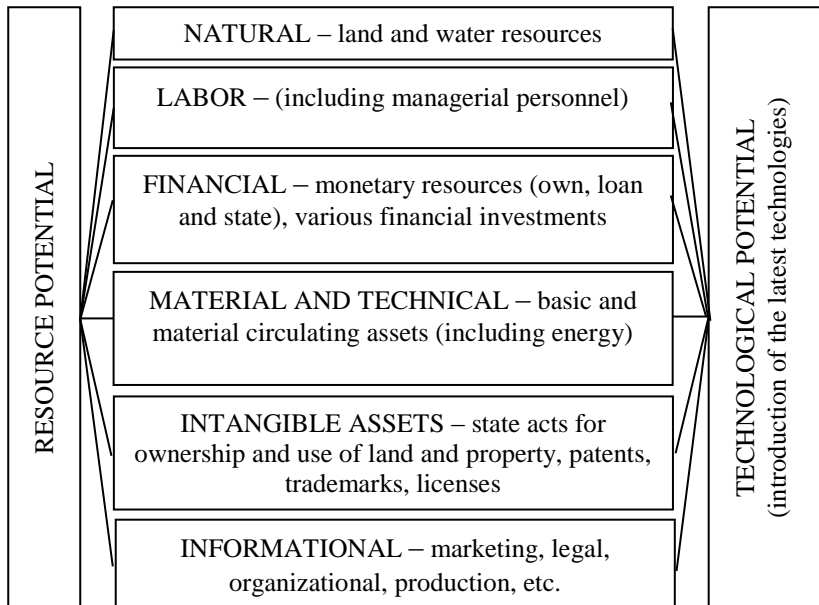 RESOURCE POTENTIAL
NATURAL – land and water resources
LABOR – (including managerial personnel)
FINANCIAL – monetary resources (own, loan
and state), various financial investments
MATERIAL AND TECHNICAL – basic and
material circulating assets (including energy)
INTANGIBLE ASSETS – state acts for
ownership and use of land and property, patents,
trademarks, licenses
INFORMATIONAL – marketing, legal,
organizational, production, etc.
TECHNOLOGICAL POTENTIAL
(introduction of the latest technologies)